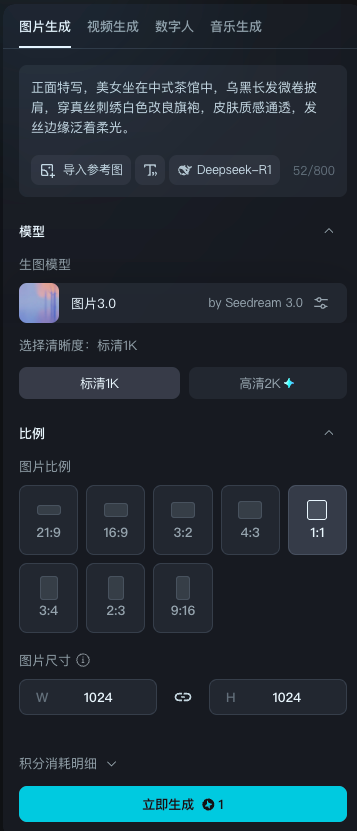 图片生成 视频生成 数字人 音乐生成
正面特写，美女坐在中式茶馆中，乌黑长发微卷披
肩，穿真丝刺绣白色改良旗袍，皮肤质感通透，发
丝边缘泛着柔光。
导入参考图 T Deepseek-R1 52/800
模型
生图模型
图片3.0 by Seedream 3.0
选择清晰度：标清1K
标清1K 高清2K
比例
图片比例
21:9 16:9 3:2 4:3 1:1
3:4 2:3 9:16
图片尺寸
W 1024 H 1024
积分消耗明细
立即生成 1